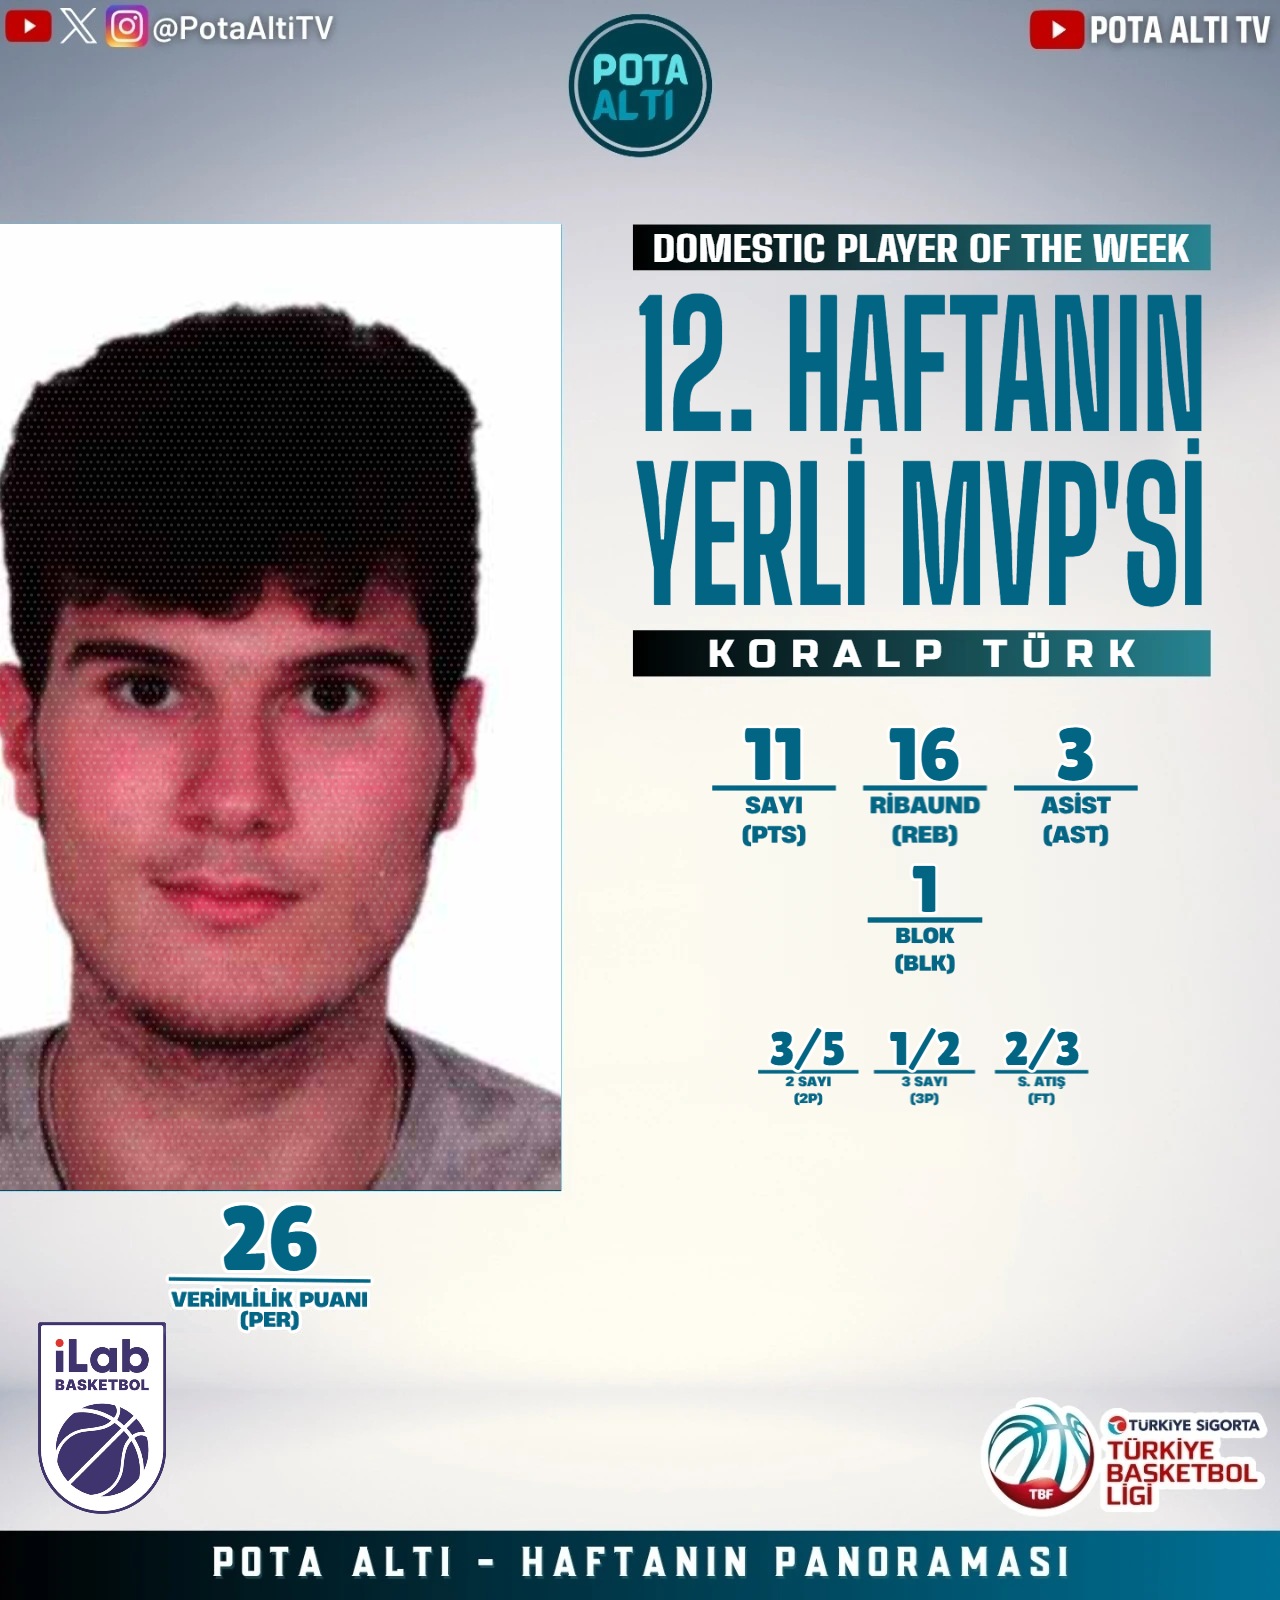 @PotaAltiTV
POTA ALTI TV
POTA
ALTI
DOMESTIC PLAYER OF THE WEEK
12. HAFTANIN
YERLİ MVP'Sİ
KORALP TÜRK
11 16 3
SAYI RİBAUND ASİST
(PTS) (REB) (AST)
1
BLOK
(BLK)
3/5 1/2 2/3
2 SAYI 3 SAYI S. ATIŞ
(2P) (3P) (FT)
26
VERİMLİLİK PUANI
(PER)
iLab
BASKETBOL
TÜRKİYE SİGORTA
TÜRKİYE
BASKETBOL
LİGİ
TBF
POTA ALTI - HAFTANIN PANORAMASI